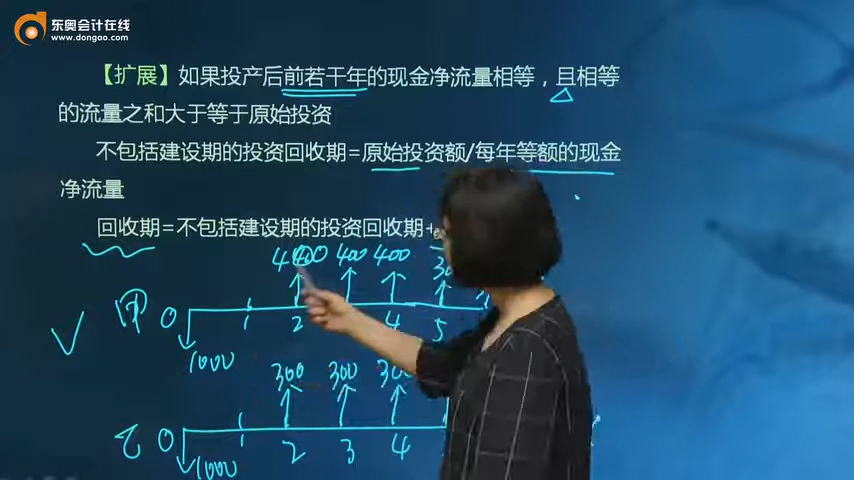 东奥会计在线
www.dongao.com
【扩展】如果投产后前若干年的现金净流量相等，且相等
的流量之和大于等于原始投资
不包括建设期的投资回收期=原始投资额/每年等额的现金
净流量
回收期=不包括建设期的投资回收期+
400 400 400
甲 0 1 2 4 5
1000
300 300 300
乙 0 1 2 3 4
1000